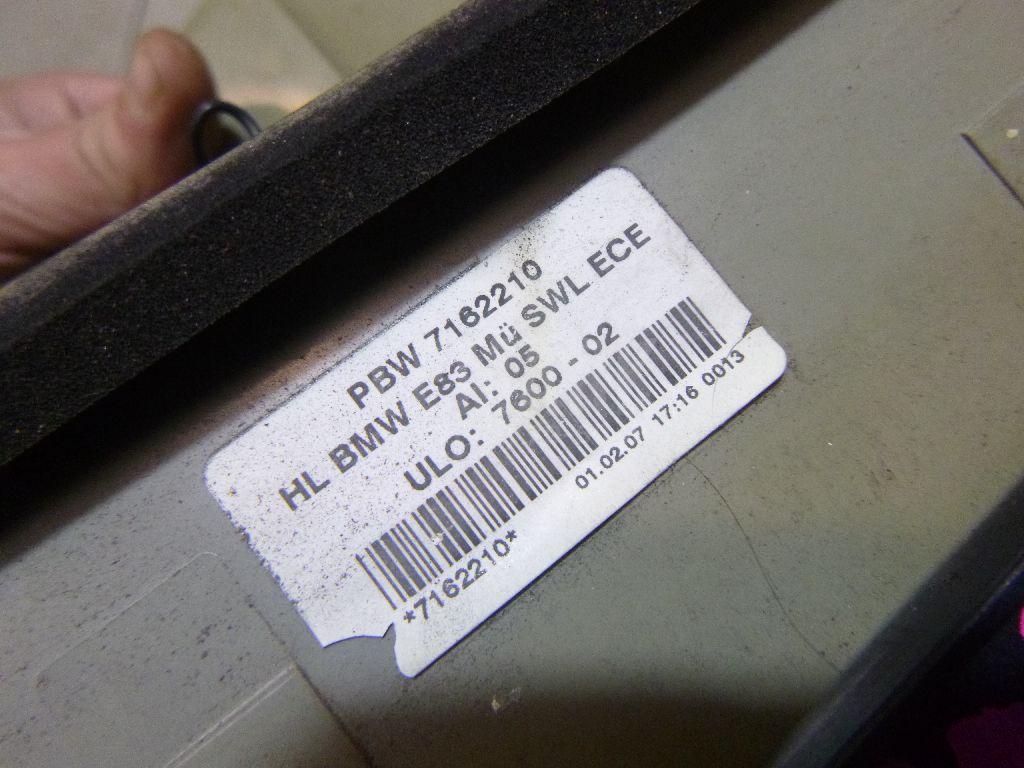 PBW 7162210
HL BMW E83 Mü SWL ECE
AI: 05
ULO: 7600 - 02
*7162210*
01.02.07 17:16 0013